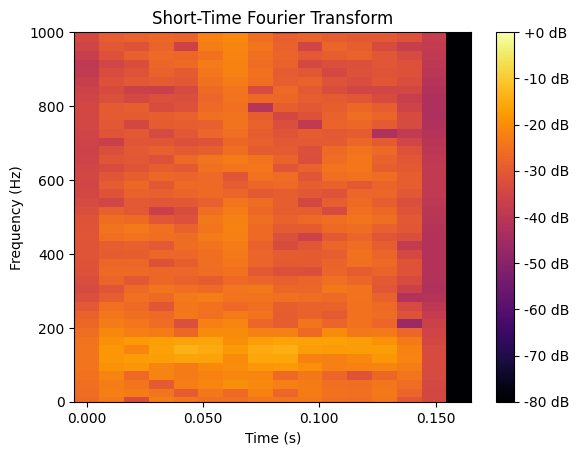 Short-Time Fourier Transform
1000
800
600
400
200
0
Frequency (Hz)
0.000
0.050
0.100
0.150
Time (s)
+0 dB
-10 dB
-20 dB
-30 dB
-40 dB
-50 dB
-60 dB
-70 dB
-80 dB